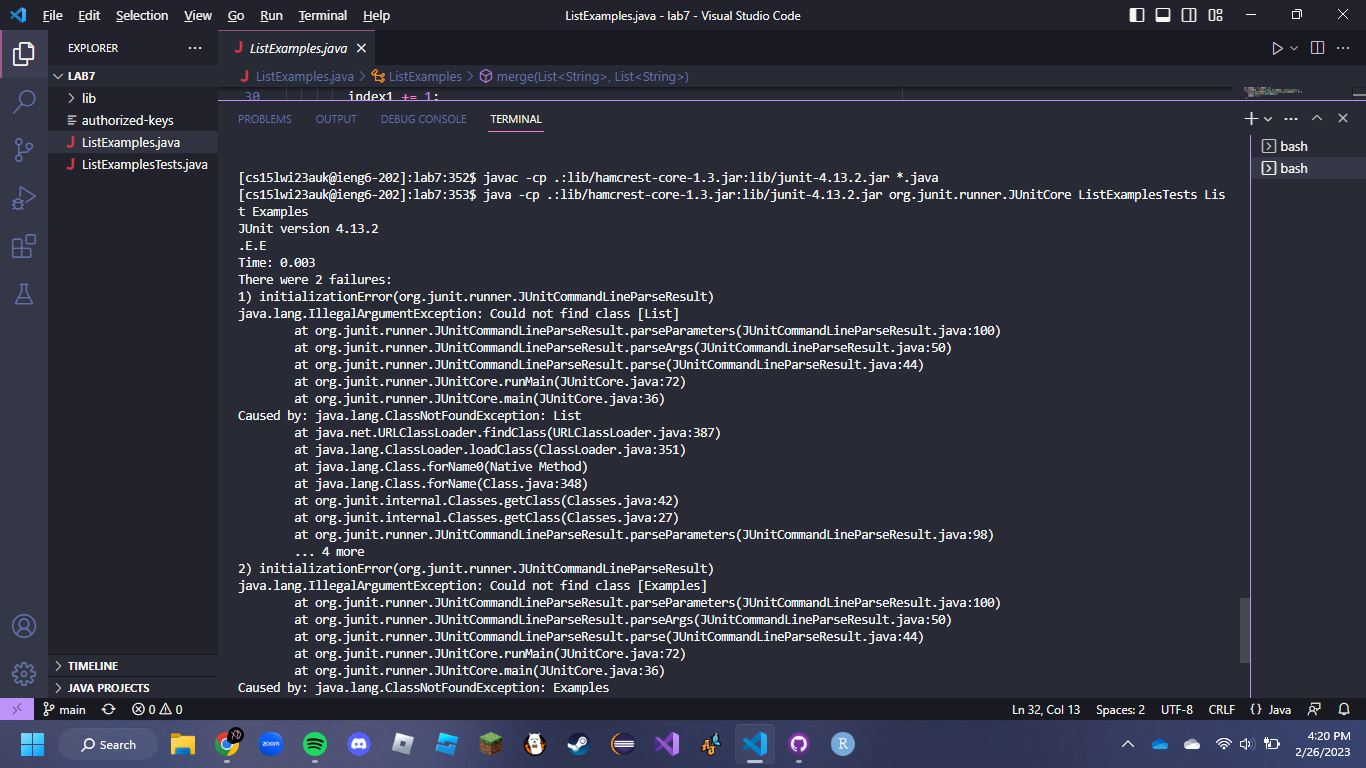 File Edit Selection View Go Run Terminal Help ListExamples.java - lab7 - Visual Studio Code
EXPLORER
LAB7
lib
authorized-keys
ListExamples.java
ListExamplesTests.java
TIMELINE
JAVA PROJECTS
ListExamples.java
ListExamples.java > ListExamples > merge(List<String>, List<String>)
30 index1 += 1;
PROBLEMS OUTPUT DEBUG CONSOLE TERMINAL
bash
bash
[cs15lwi23auk@ieng6-202]:lab7:352$ javac -cp .:lib/hamcrest-core-1.3.jar:lib/junit-4.13.2.jar *.java
[cs15lwi23auk@ieng6-202]:lab7:353$ java -cp .:lib/hamcrest-core-1.3.jar:lib/junit-4.13.2.jar org.junit.runner.JUnitCore ListExamplesTests Lis
t Examples
JUnit version 4.13.2
.E.E
Time: 0.003
There were 2 failures:
1) initializationError(org.junit.runner.JUnitCommandLineParseResult)
java.lang.IllegalArgumentException: Could not find class [List]
at org.junit.runner.JUnitCommandLineParseResult.parseParameters(JUnitCommandLineParseResult.java:100)
at org.junit.runner.JUnitCommandLineParseResult.parseArgs(JUnitCommandLineParseResult.java:50)
at org.junit.runner.JUnitCommandLineParseResult.parse(JUnitCommandLineParseResult.java:44)
at org.junit.runner.JUnitCore.runMain(JUnitCore.java:72)
at org.junit.runner.JUnitCore.main(JUnitCore.java:36)
Caused by: java.lang.ClassNotFoundException: List
at java.net.URLClassLoader.findClass(URLClassLoader.java:387)
at java.lang.ClassLoader.loadClass(ClassLoader.java:351)
at java.lang.Class.forName0(Native Method)
at java.lang.Class.forName(Class.java:348)
at org.junit.internal.Classes.getClass(Classes.java:42)
at org.junit.internal.Classes.getClass(Classes.java:27)
at org.junit.runner.JUnitCommandLineParseResult.parseParameters(JUnitCommandLineParseResult.java:98)
... 4 more
2) initializationError(org.junit.runner.JUnitCommandLineParseResult)
java.lang.IllegalArgumentException: Could not find class [Examples]
at org.junit.runner.JUnitCommandLineParseResult.parseParameters(JUnitCommandLineParseResult.java:100)
at org.junit.runner.JUnitCommandLineParseResult.parseArgs(JUnitCommandLineParseResult.java:50)
at org.junit.runner.JUnitCommandLineParseResult.parse(JUnitCommandLineParseResult.java:44)
at org.junit.runner.JUnitCore.runMain(JUnitCore.java:72)
at org.junit.runner.JUnitCore.main(JUnitCore.java:36)
Caused by: java.lang.ClassNotFoundException: Examples
main 0 0 Ln 32, Col 13 Spaces: 2 UTF-8 CRLF {} Java
Search zoom R 4:20 PM
2/26/2023